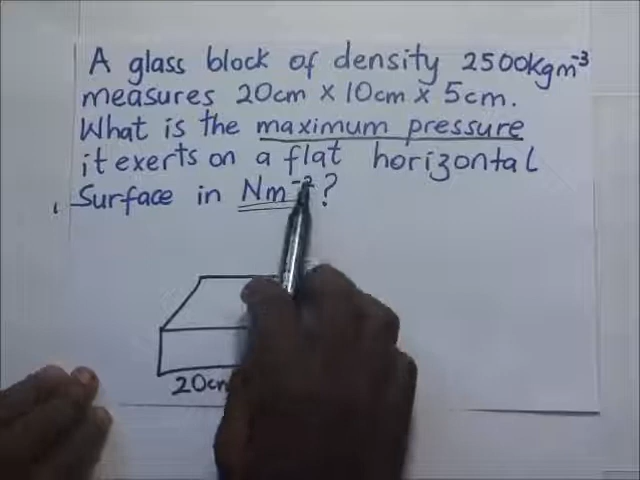 A glass block of density 2500kgm⁻³
measures 20cm × 10cm × 5cm.
What is the maximum pressure
it exerts on a flat horizontal
Surface in Nm⁻²?
20cm